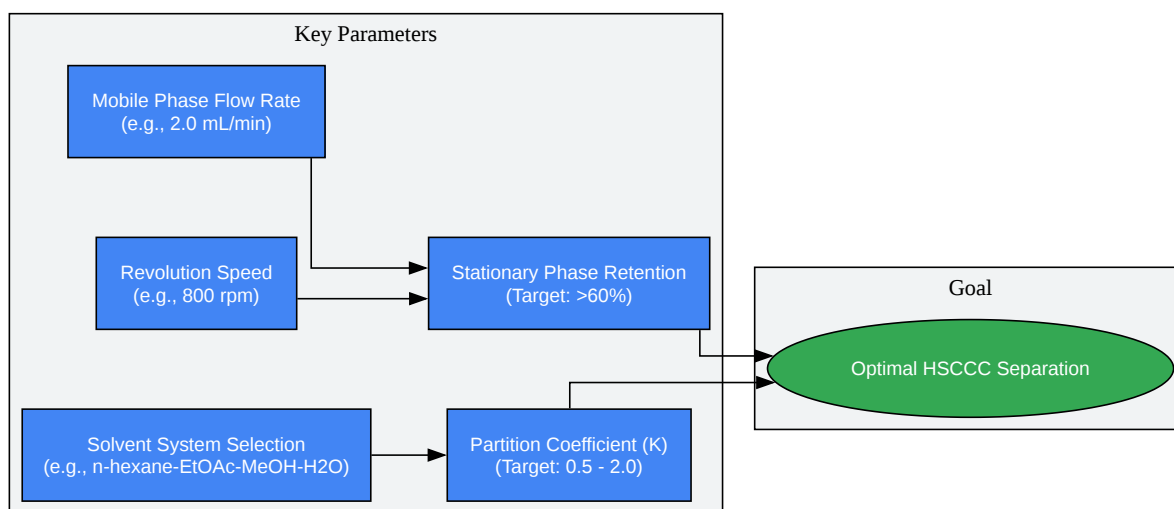 Key Parameters
Mobile Phase Flow Rate
(e.g., 2.0 mL/min)
Revolution Speed
(e.g., 800 rpm)
Stationary Phase Retention
(Target: >60%)
Solvent System Selection
(e.g., n-hexane-EtOAc-MeOH-H2O)
Partition Coefficient (K)
(Target: 0.5 - 2.0)
Goal
Optimal HSCCC Separation